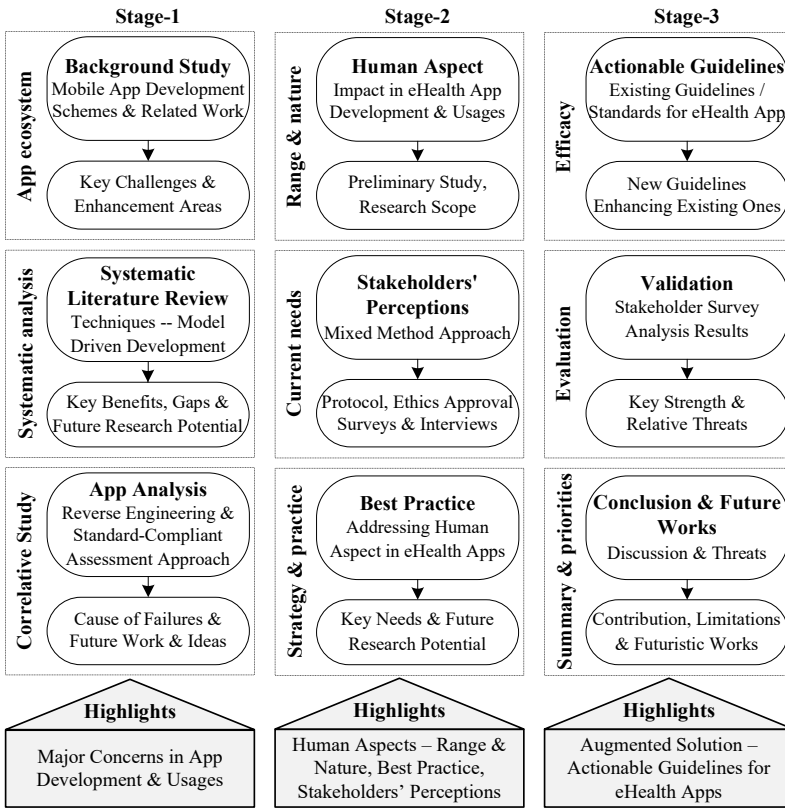 Stage-1
Stage-2
Stage-3
App ecosystem
Background Study
Mobile App Development
Schemes & Related Work
Key Challenges &
Enhancement Areas
Range & nature
Human Aspect
Impact in eHealth App
Development & Usages
Preliminary Study,
Research Scope
Efficacy
Actionable Guidelines
Existing Guidelines /
Standards for eHealth App
New Guidelines
Enhancing Existing Ones
Systematic analysis
Systematic
Literature Review
Techniques -- Model
Driven Development
Key Benefits, Gaps &
Future Research Potential
Current needs
Stakeholders'
Perceptions
Mixed Method Approach
Protocol, Ethics Approval
Surveys & Interviews
Evaluation
Validation
Stakeholder Survey
Analysis Results
Key Strength &
Relative Threats
Correlative Study
App Analysis
Reverse Engineering &
Standard-Compliant
Assessment Approach
Cause of Failures &
Future Work & Ideas
Strategy & practice
Best Practice
Addressing Human
Aspect in eHealth Apps
Key Needs & Future
Research Potential
Summary & priorities
Conclusion & Future
Works
Discussion & Threats
Contribution, Limitations
& Futuristic Works
Highlights
Major Concerns in App
Development & Usages
Highlights
Human Aspects – Range &
Nature, Best Practice,
Stakeholders’ Perceptions
Highlights
Augmented Solution –
Actionable Guidelines for
eHealth Apps